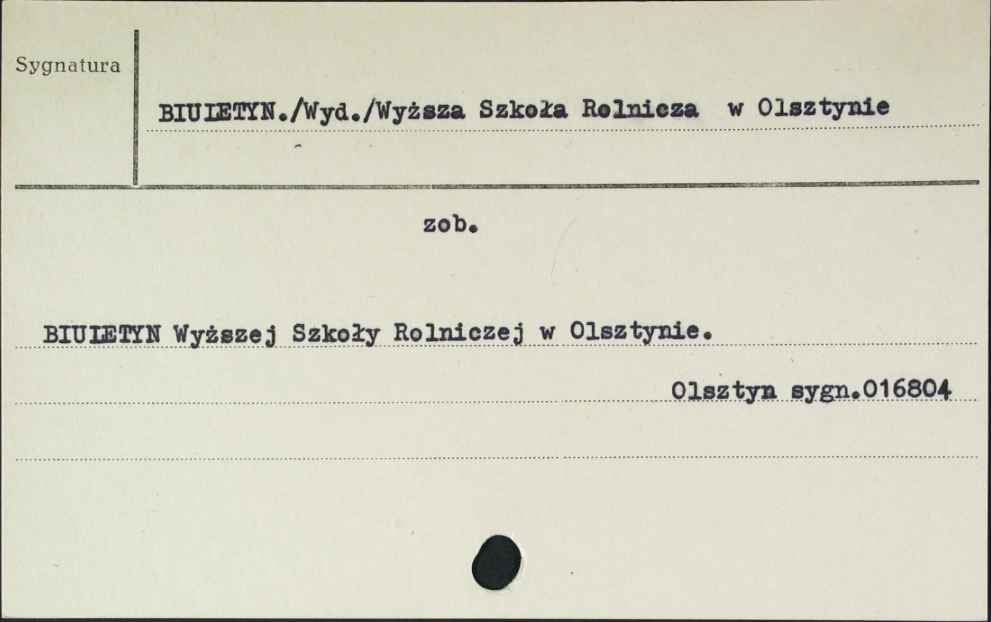 Sygnatura
BIULETYN./Wyd./Wyższa Szkoła Rolnicza w Olsztynie
zob.
BIULETYN Wyższej Szkoły Rolniczej w Olsztynie.
Olsztyn sygn.016804